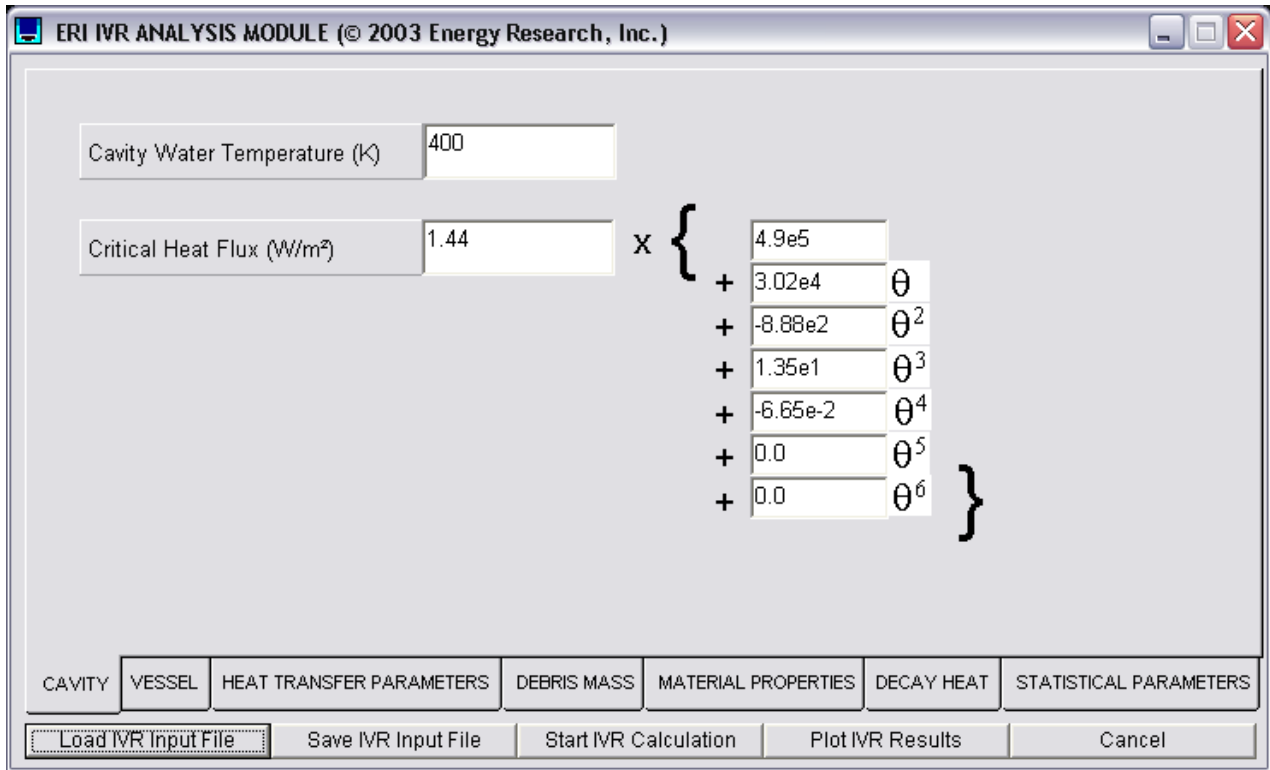 ERI IVR ANALYSIS MODULE (© 2003 Energy Research, Inc.)
Cavity Water Temperature (K) 400
Critical Heat Flux (W/m²) 1.44 x { 4.9e5
+ 3.02e4 θ
+ -8.88e2 θ²
+ 1.35e1 θ³
+ -6.65e-2 θ⁴
+ 0.0 θ⁵
+ 0.0 θ⁶ }
CAVITY VESSEL HEAT TRANSFER PARAMETERS DEBRIS MASS MATERIAL PROPERTIES DECAY HEAT STATISTICAL PARAMETERS
Load IVR Input File Save IVR Input File Start IVR Calculation Plot IVR Results Cancel